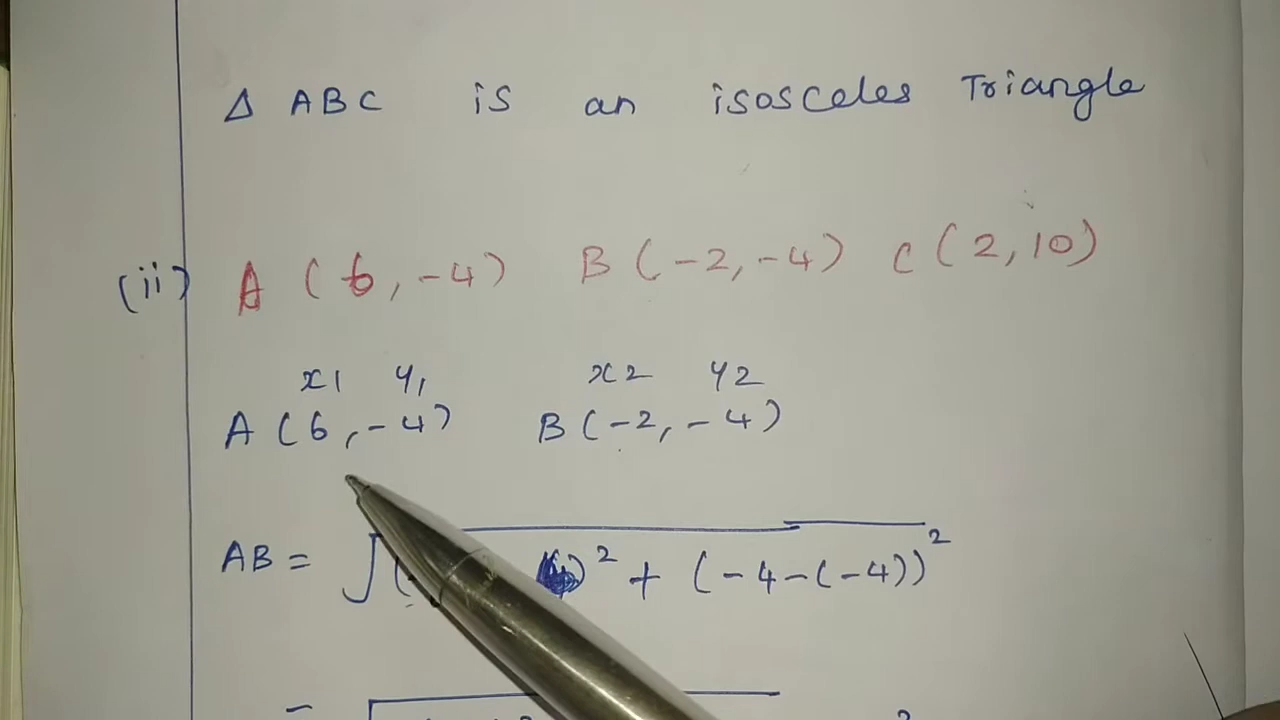 Δ ABC is an isosceles Triangle
(ii) A (6, -4) B (-2, -4) C (2, 10)
x1 y1 x2 y2
A (6, -4) B (-2, -4)
AB = √( )² + (-4-(-4))²
=